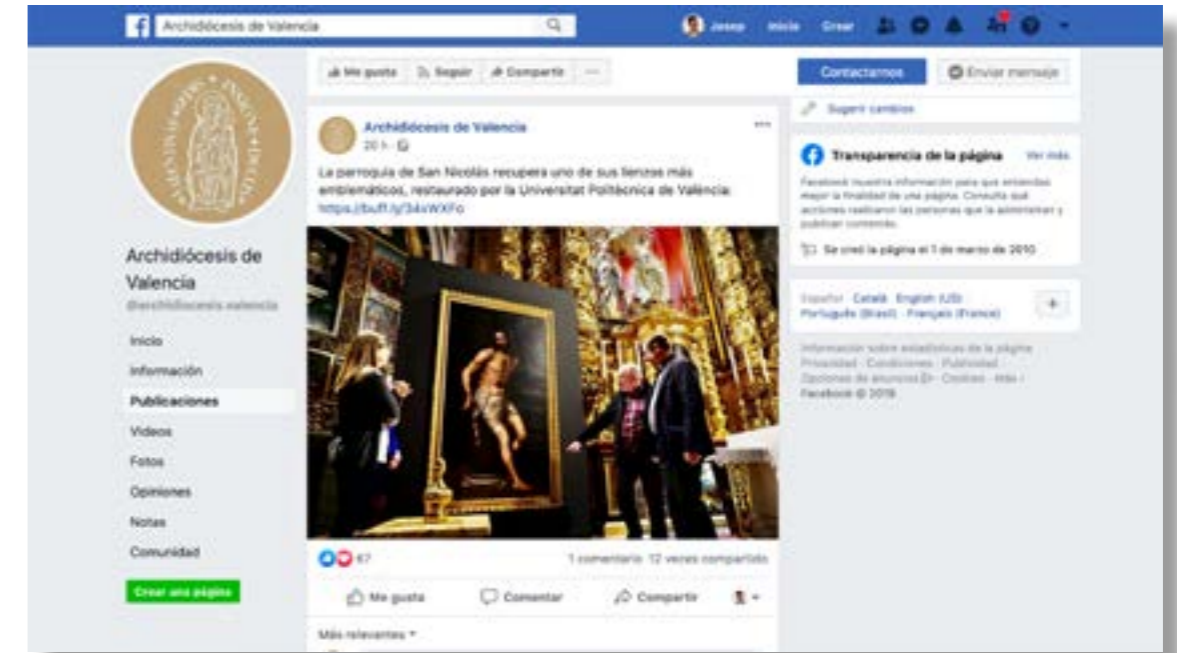 Archidiócesis de Valencia
Josep Inicio Crear
Me gusta Seguir Compartir ...
Contactarnos Enviar mensaje
Sugerir cambios
Archidiócesis de Valencia
20 h
La parroquia de San Nicolás recupera uno de sus lienzos más
emblemáticos, restaurado por la Universitat Politècnica de València:
Transparencia de la página Ver más
Facebook muestra información para que entiendas
mejor la finalidad de una página. Consulta qué
acciones realizaron las personas que la administran y
publican contenido.
Se creó la página el 1 de marzo de 2010
Español Català English (US)
Português (Brasil) Français (France)
Información sobre estadísticas de la página
Privacidad Condiciones Publicidad
Opciones de anuncios Cookies Más
Facebook © 2019
Archidiócesis de
Valencia
@archidiocesis.valencia
Inicio
Información
Publicaciones
Videos
Fotos
Opiniones
Notas
Comunidad
Crear una página
67 1 comentario 12 veces compartido
Me gusta Comentar Compartir
Más relevantes